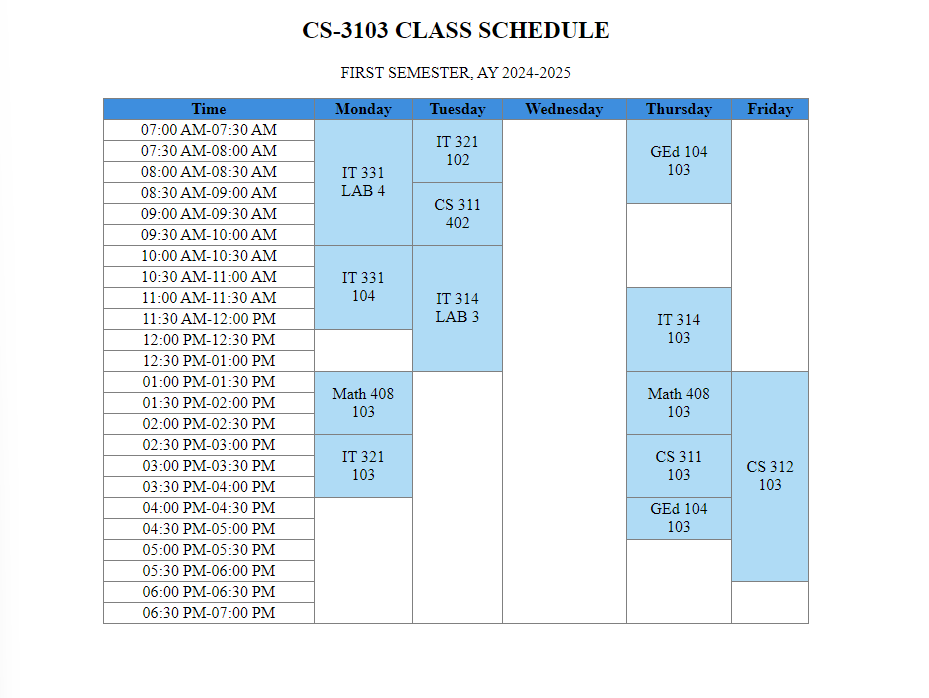 CS-3103 CLASS SCHEDULE
FIRST SEMESTER, AY 2024-2025
Time Monday Tuesday Wednesday Thursday Friday
07:00 AM-07:30 AM
07:30 AM-08:00 AM
08:00 AM-08:30 AM
08:30 AM-09:00 AM
09:00 AM-09:30 AM
09:30 AM-10:00 AM
10:00 AM-10:30 AM
10:30 AM-11:00 AM
11:00 AM-11:30 AM
11:30 AM-12:00 PM
12:00 PM-12:30 PM
12:30 PM-01:00 PM
01:00 PM-01:30 PM
01:30 PM-02:00 PM
02:00 PM-02:30 PM
02:30 PM-03:00 PM
03:00 PM-03:30 PM
03:30 PM-04:00 PM
04:00 PM-04:30 PM
04:30 PM-05:00 PM
05:00 PM-05:30 PM
05:30 PM-06:00 PM
06:00 PM-06:30 PM
06:30 PM-07:00 PM
IT 331
LAB 4
IT 331
104
Math 408
103
IT 321
103
IT 321
102
CS 311
402
IT 314
LAB 3
GEd 104
103
IT 314
103
Math 408
103
CS 311
103
GEd 104
103
CS 312
103